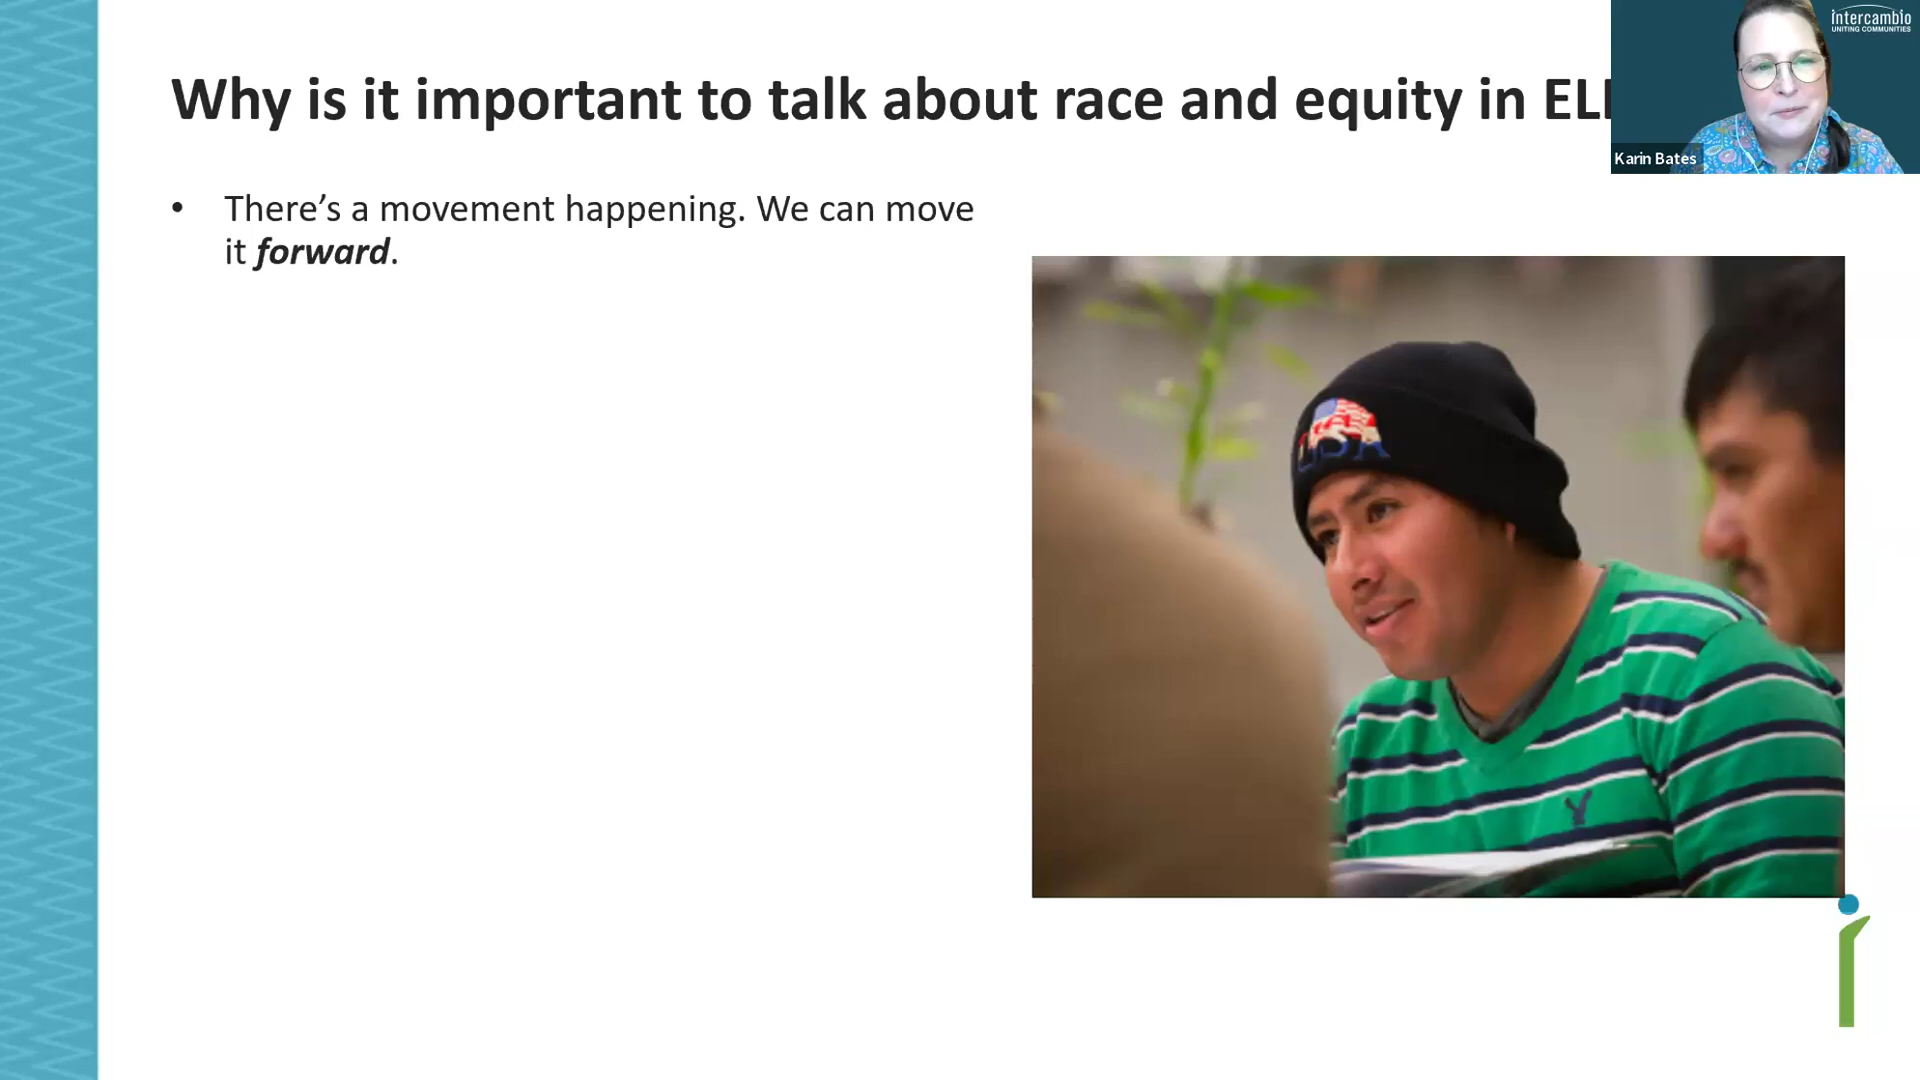 Why is it important to talk about race and equity in
intercambio
UNITING COMMUNITIES
Karin Bates
• There’s a movement happening. We can move
it forward.
USA